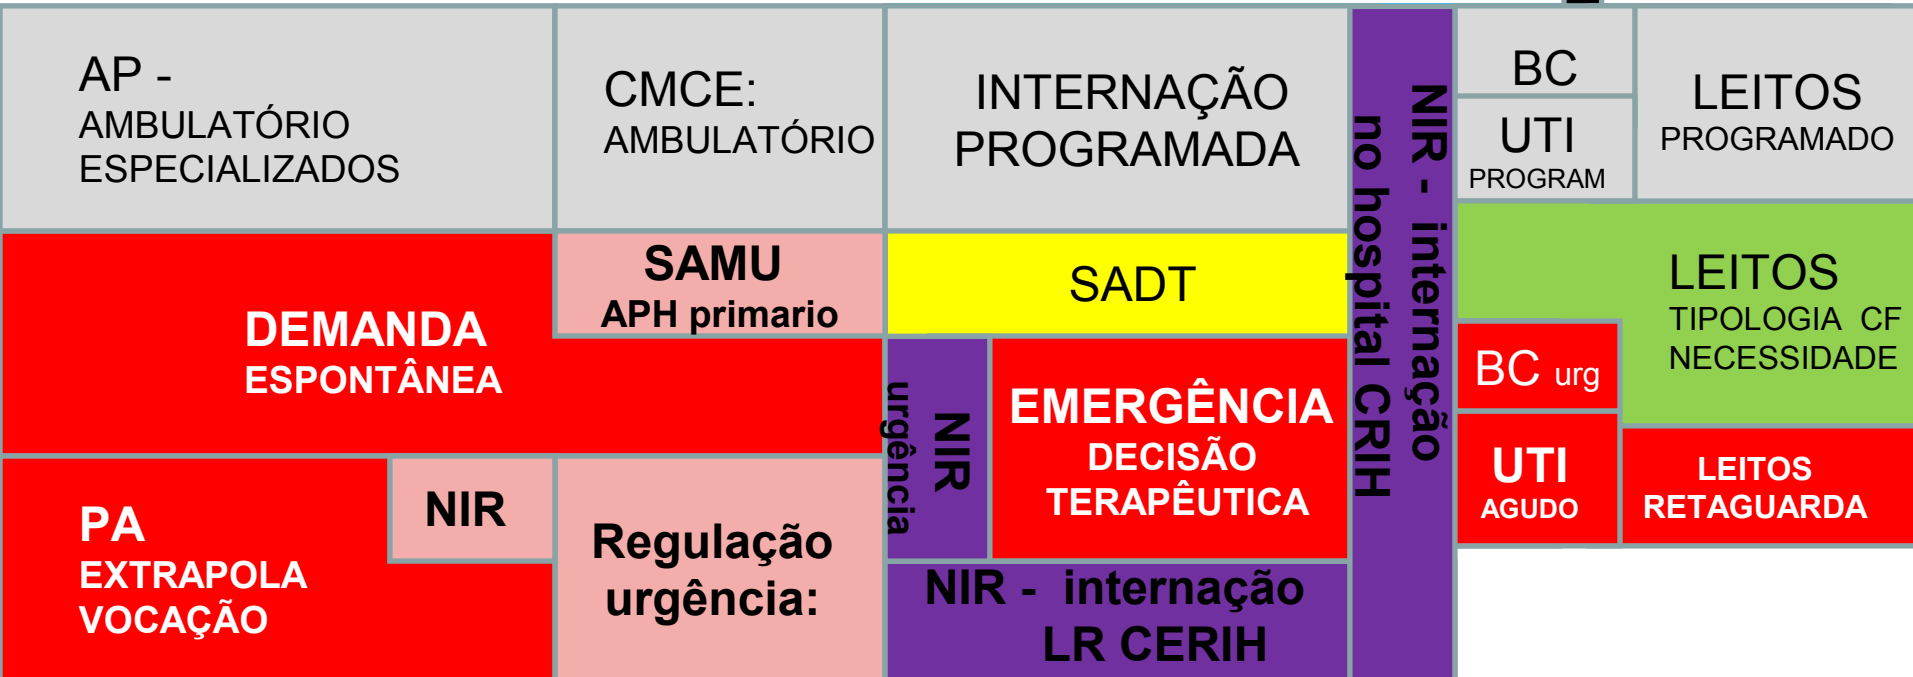 AP -
AMBULATÓRIO
ESPECIALIZADOS
CMCE:
AMBULATÓRIO
INTERNAÇÃO
PROGRAMADA
NIR - internação
no hospital CRIH
BC
UTI
PROGRAM
LEITOS
PROGRAMADO
DEMANDA
ESPONTÂNEA
SAMU
APH primario
SADT
LEITOS
TIPOLOGIA CF
NECESSIDADE
NIR
urgência
EMERGÊNCIA
DECISÃO
TERAPÊUTICA
BC urg
UTI
AGUDO
LEITOS
RETAGUARDA
PA
EXTRAPOLA
VOCAÇÃO
NIR
Regulação
urgência:
NIR - internação
LR CERIH